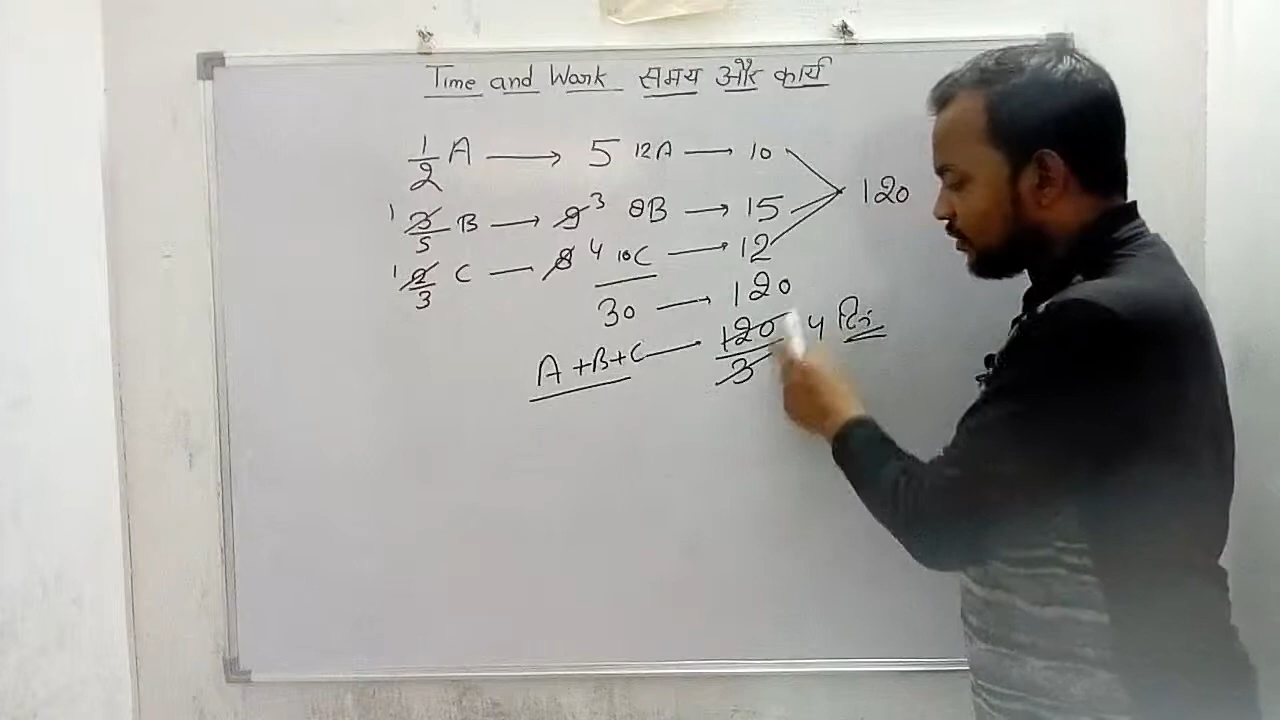 Time and Work समय और कार्य
1/2 A → 5 12A → 10
1 3/5 B → 9 3 8B → 15 120
1 2/3 C — 8 4 10C → 12
30 → 120
A+B+C → 120/3 4 दिन